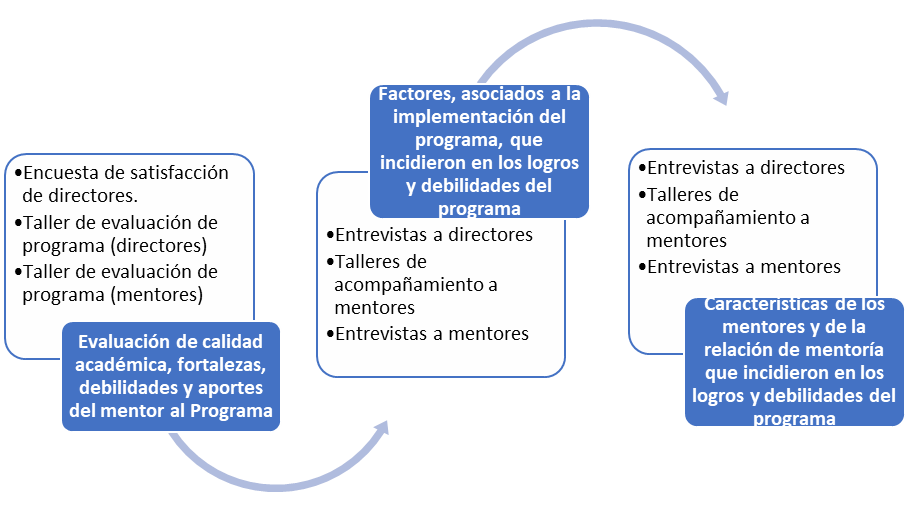 •Encuesta de satisfacción
de directores.
•Taller de evaluación de
programa (directores)
•Taller de evaluación de
programa (mentores)
Evaluación de calidad
académica, fortalezas,
debilidades y aportes
del mentor al Programa
Factores, asociados a la
implementación del
programa, que
incidieron en los logros
y debilidades del
programa
•Entrevistas a directores
•Talleres de
acompañamiento a
mentores
•Entrevistas a mentores
•Entrevistas a directores
•Talleres de
acompañamiento a
mentores
•Entrevistas a mentores
Características de los
mentores y de la
relación de mentoría
que incidieron en los
logros y debilidades del
programa